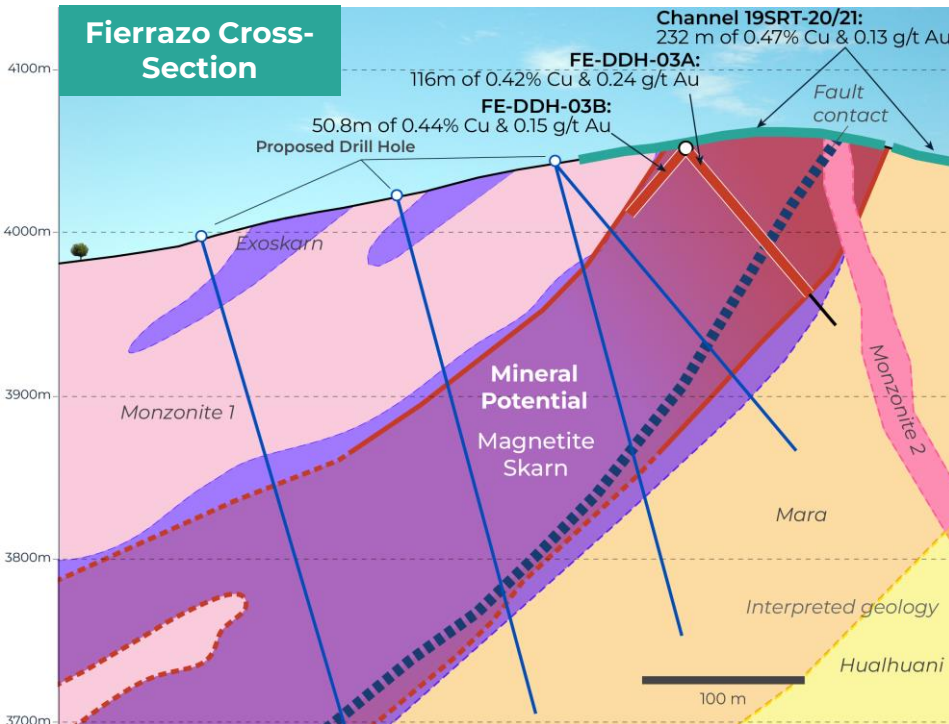 Fierrazo Cross-
Section
Channel 19SRT-20/21:
232 m of 0.47% Cu & 0.13 g/t Au
FE-DDH-03A:
116m of 0.42% Cu & 0.24 g/t Au
FE-DDH-03B:
50.8m of 0.44% Cu & 0.15 g/t Au
Proposed Drill Hole
Fault
contact
4100m
4000m
Exoskarn
3900m
Monzonite 1
Mineral
Potential
Magnetite
Skarn
Monzonite 2
Mara
3800m
Interpreted geology
Hualhuani
100 m
3700m